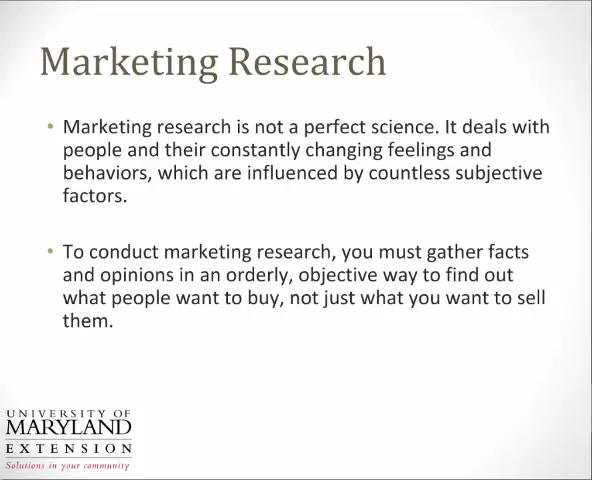 Marketing Research
• Marketing research is not a perfect science. It deals with
people and their constantly changing feelings and
behaviors, which are influenced by countless subjective
factors.
• To conduct marketing research, you must gather facts
and opinions in an orderly, objective way to find out
what people want to buy, not just what you want to sell
them.
UNIVERSITY OF
MARYLAND
EXTENSION
Solutions in your community